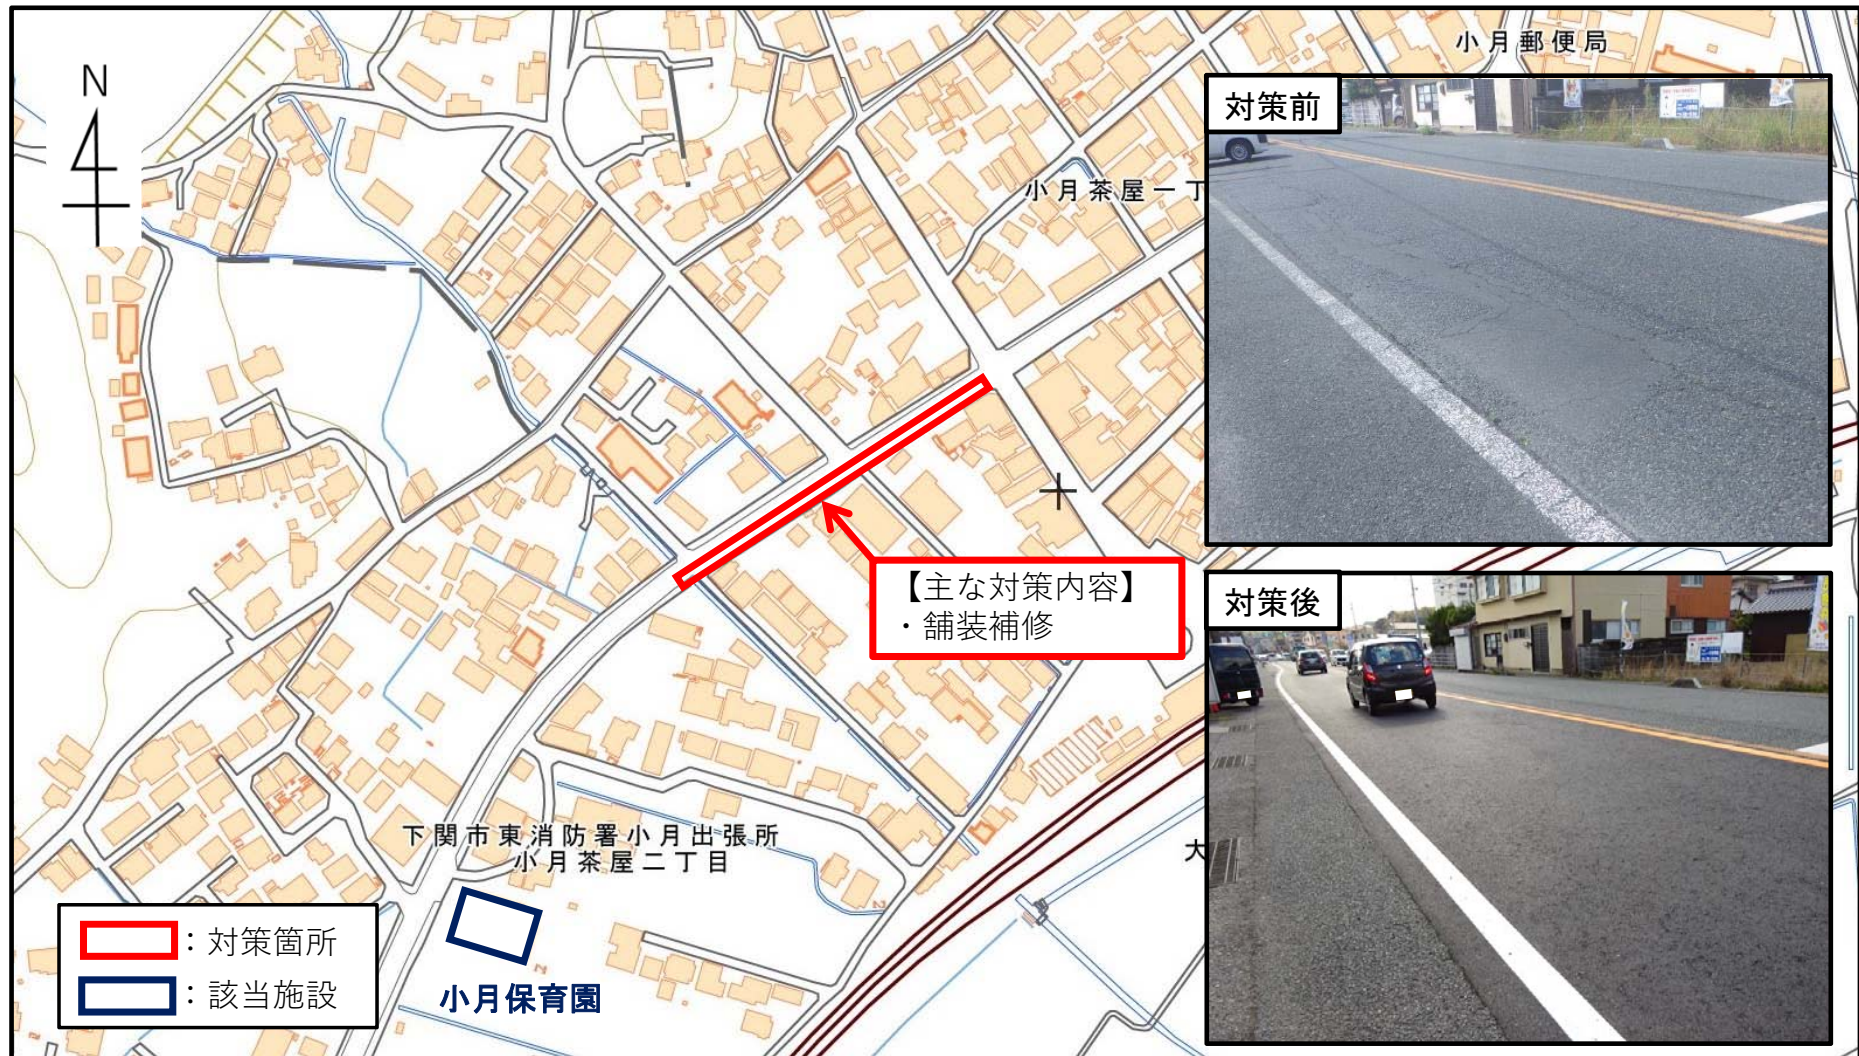 N
小月郵便局
対策前
小月茶屋一丁
【主な対策内容】
・舗装補修
対策後
下関市東消防署小月出張所
小月茶屋二丁目
大
：対策箇所
：該当施設
小月保育園